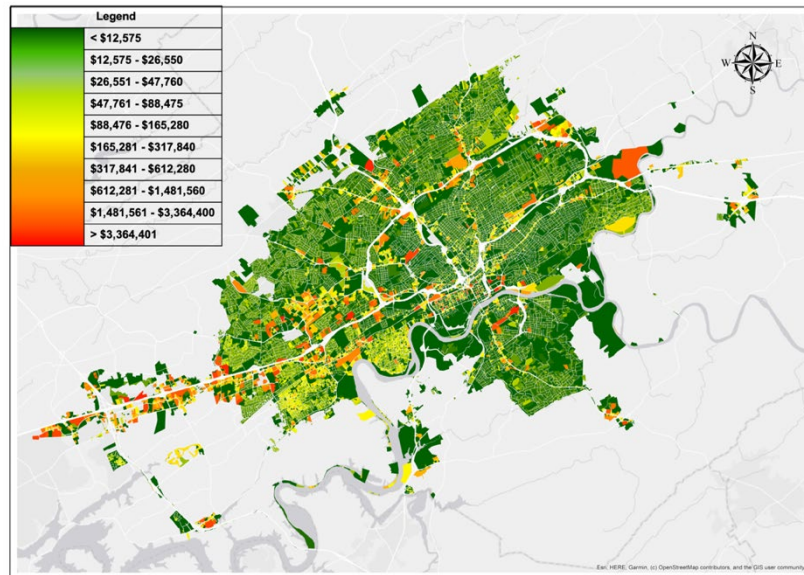 Legend
< $12,575
$12,575 - $26,550
$26,551 - $47,760
$47,761 - $88,475
$88,476 - $165,280
$165,281 - $317,840
$317,841 - $612,280
$612,281 - $1,481,560
$1,481,561 - $3,364,400
> $3,364,401
N
W E
S
Esri, HERE, Garmin, (c) OpenStreetMap contributors, and the GIS user community